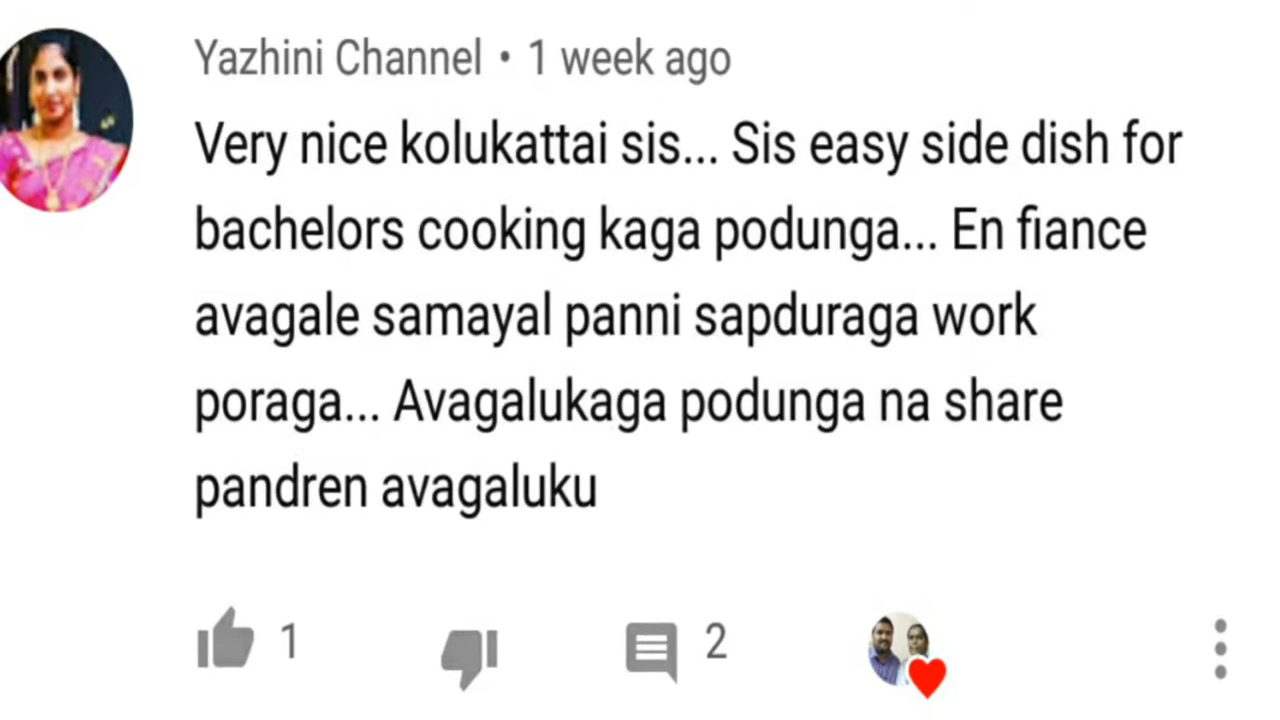 Yazhini Channel • 1 week ago
Very nice kolukattai sis... Sis easy side dish for
bachelors cooking kaga podunga... En fiance
avagale samayal panni sapduraga work
poraga... Avagalukaga podunga na share
pandren avagaluku
1
2